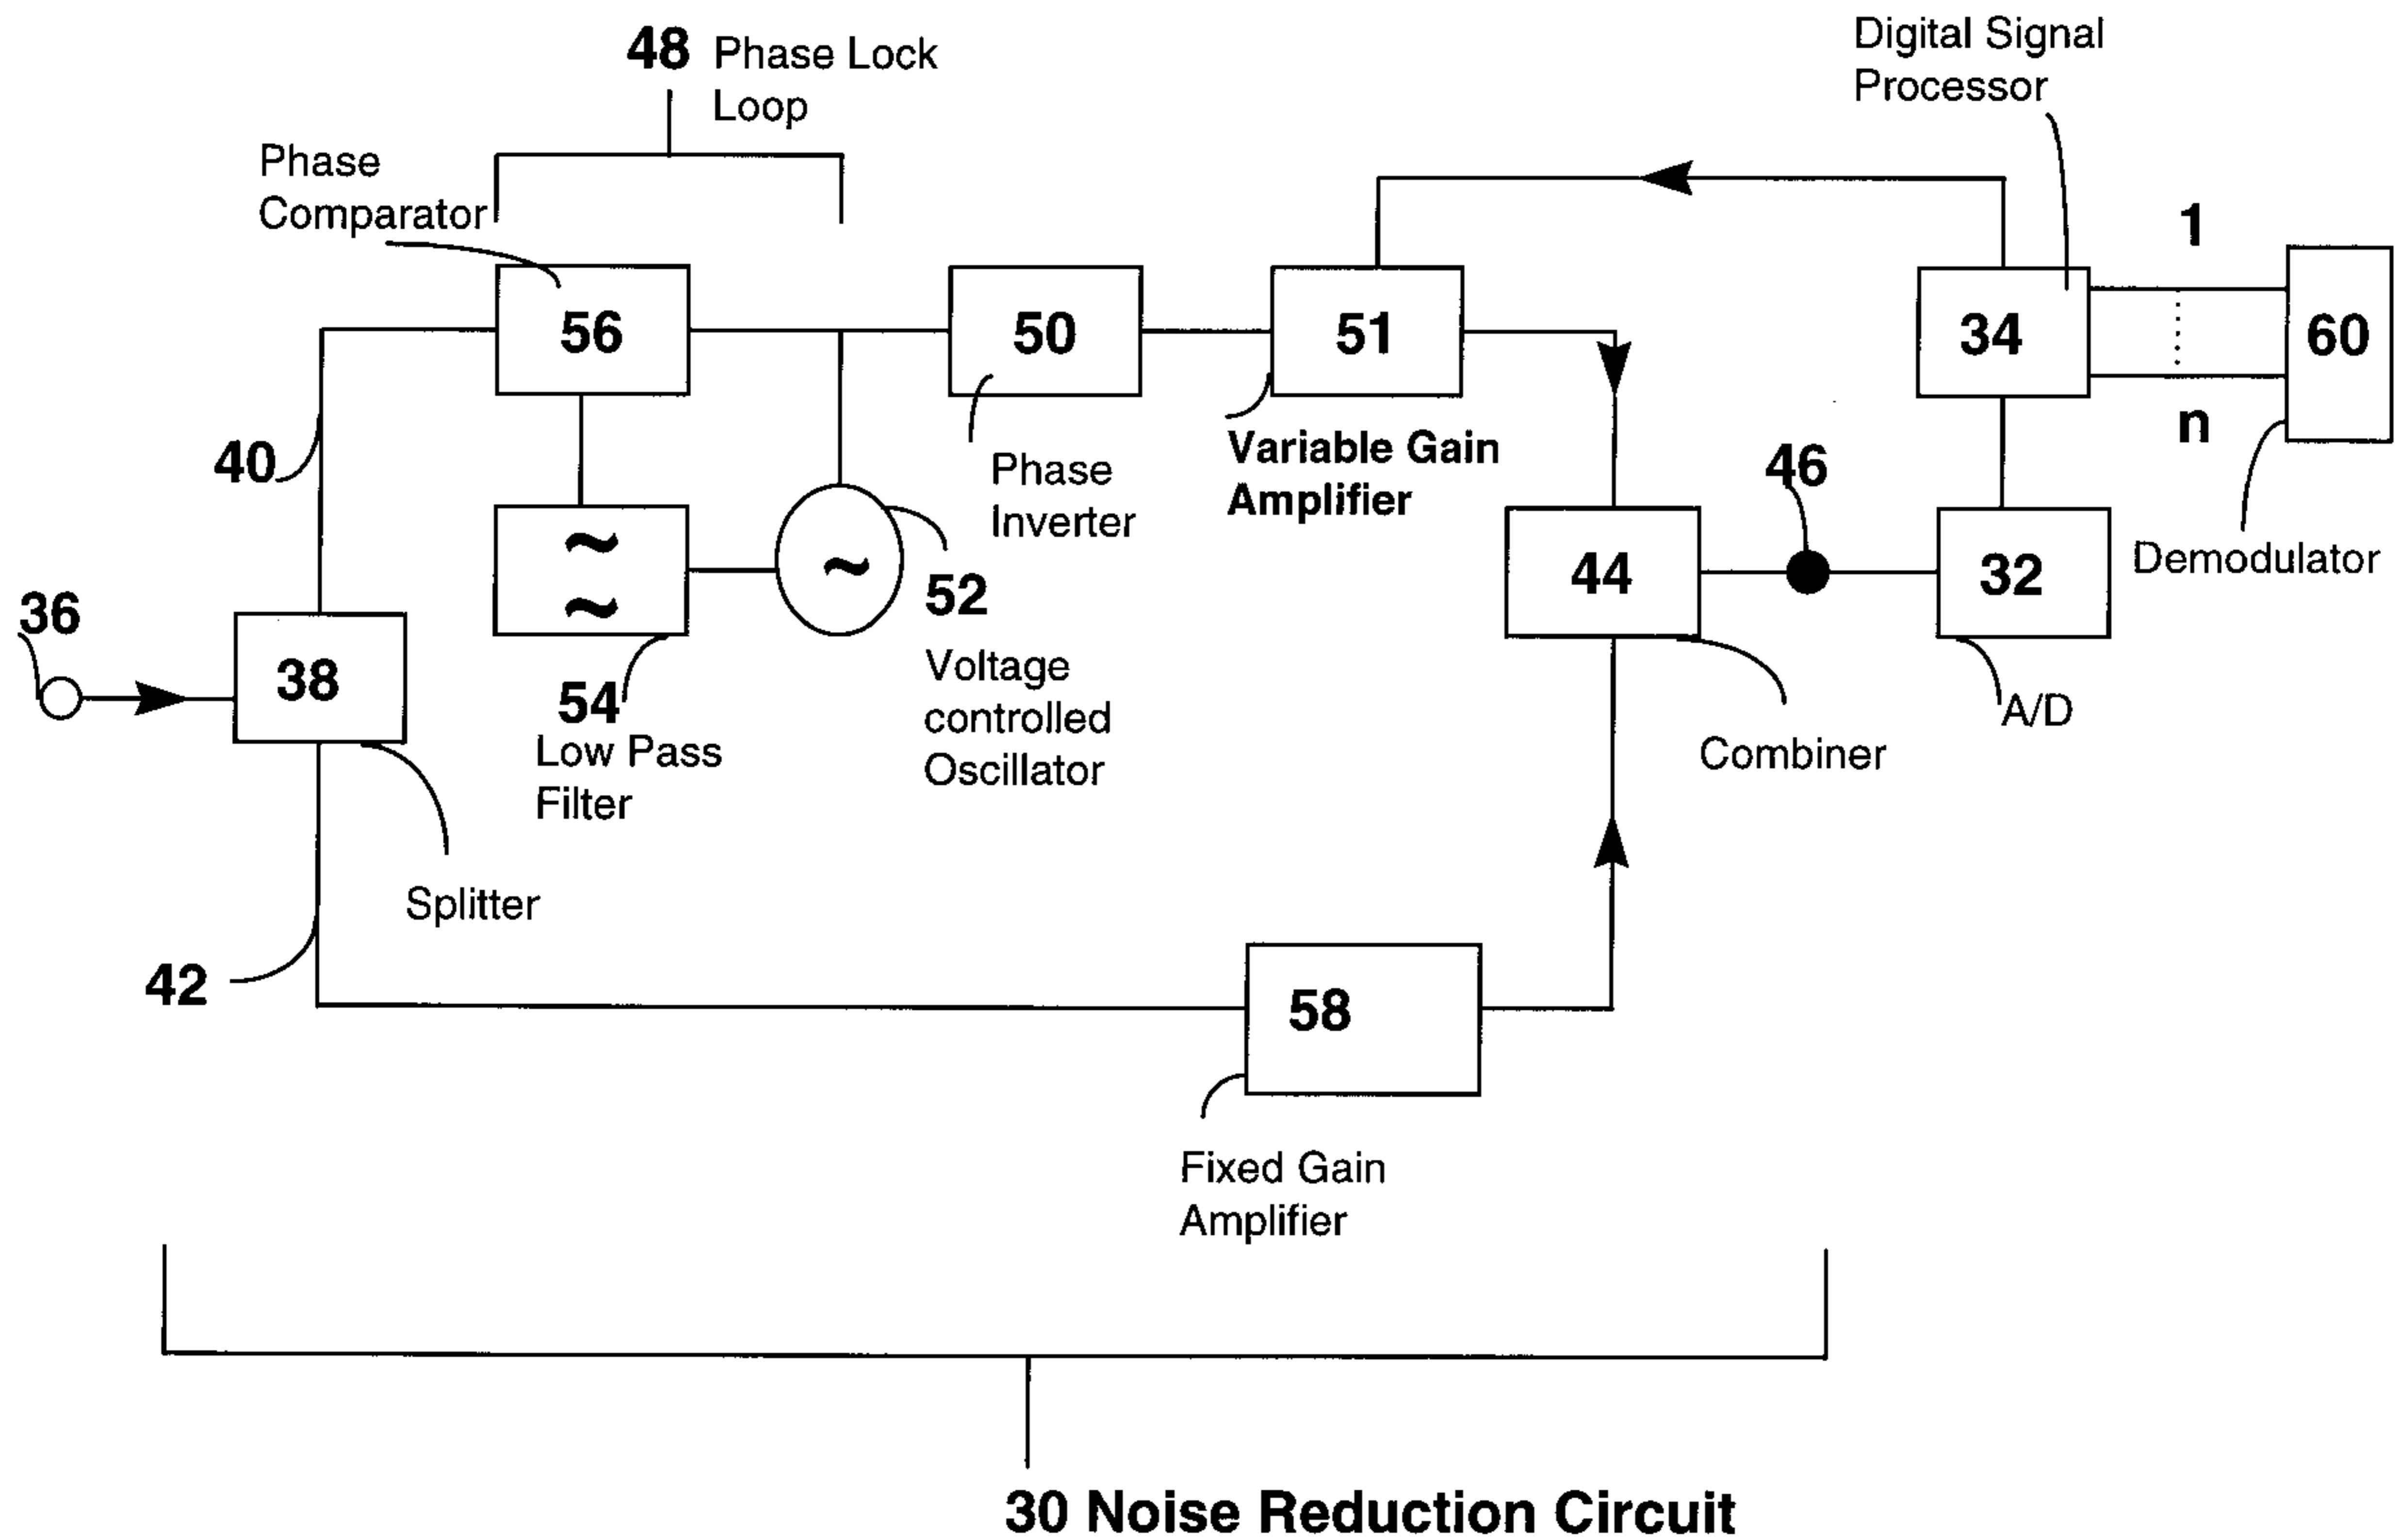 48 Phase Lock
Loop
Digital Signal
Processor
Phase
Comparator
1
56
50
51
34
60
n
40
Phase
Inverter
Variable Gain
Amplifier
46
~
~
~
52
44
32
Demodulator
36
38
54
Low Pass
Filter
Voltage
controlled
Oscillator
Combiner
A/D
Splitter
42
58
Fixed Gain
Amplifier
30 Noise Reduction Circuit